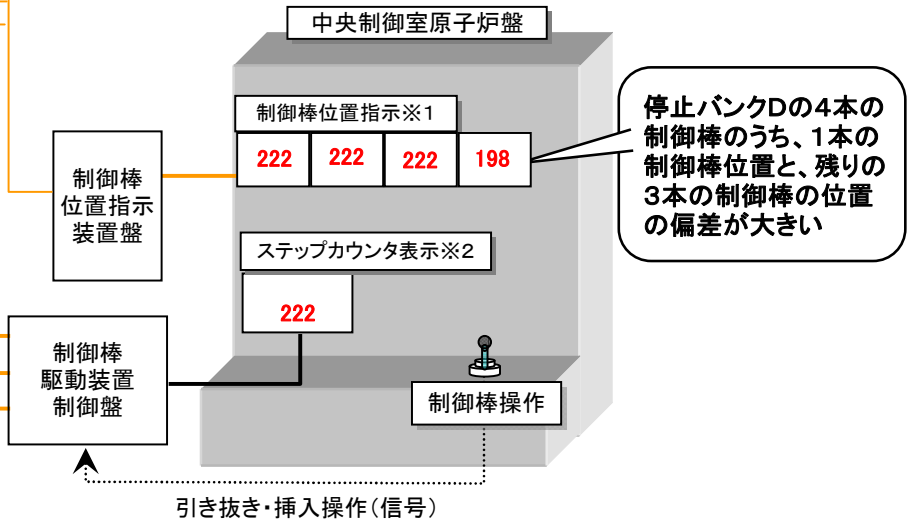 中央制御室原子炉盤
制御棒位置指示※1
222 222 222 198
停止バンクDの4本の
制御棒のうち、1本の
制御棒位置と、残りの
3本の制御棒の位置
の偏差が大きい
制御棒
位置指示
装置盤
ステップカウンタ表示※2
222
制御棒
駆動装置
制御盤
制御棒操作
引き抜き・挿入操作(信号)